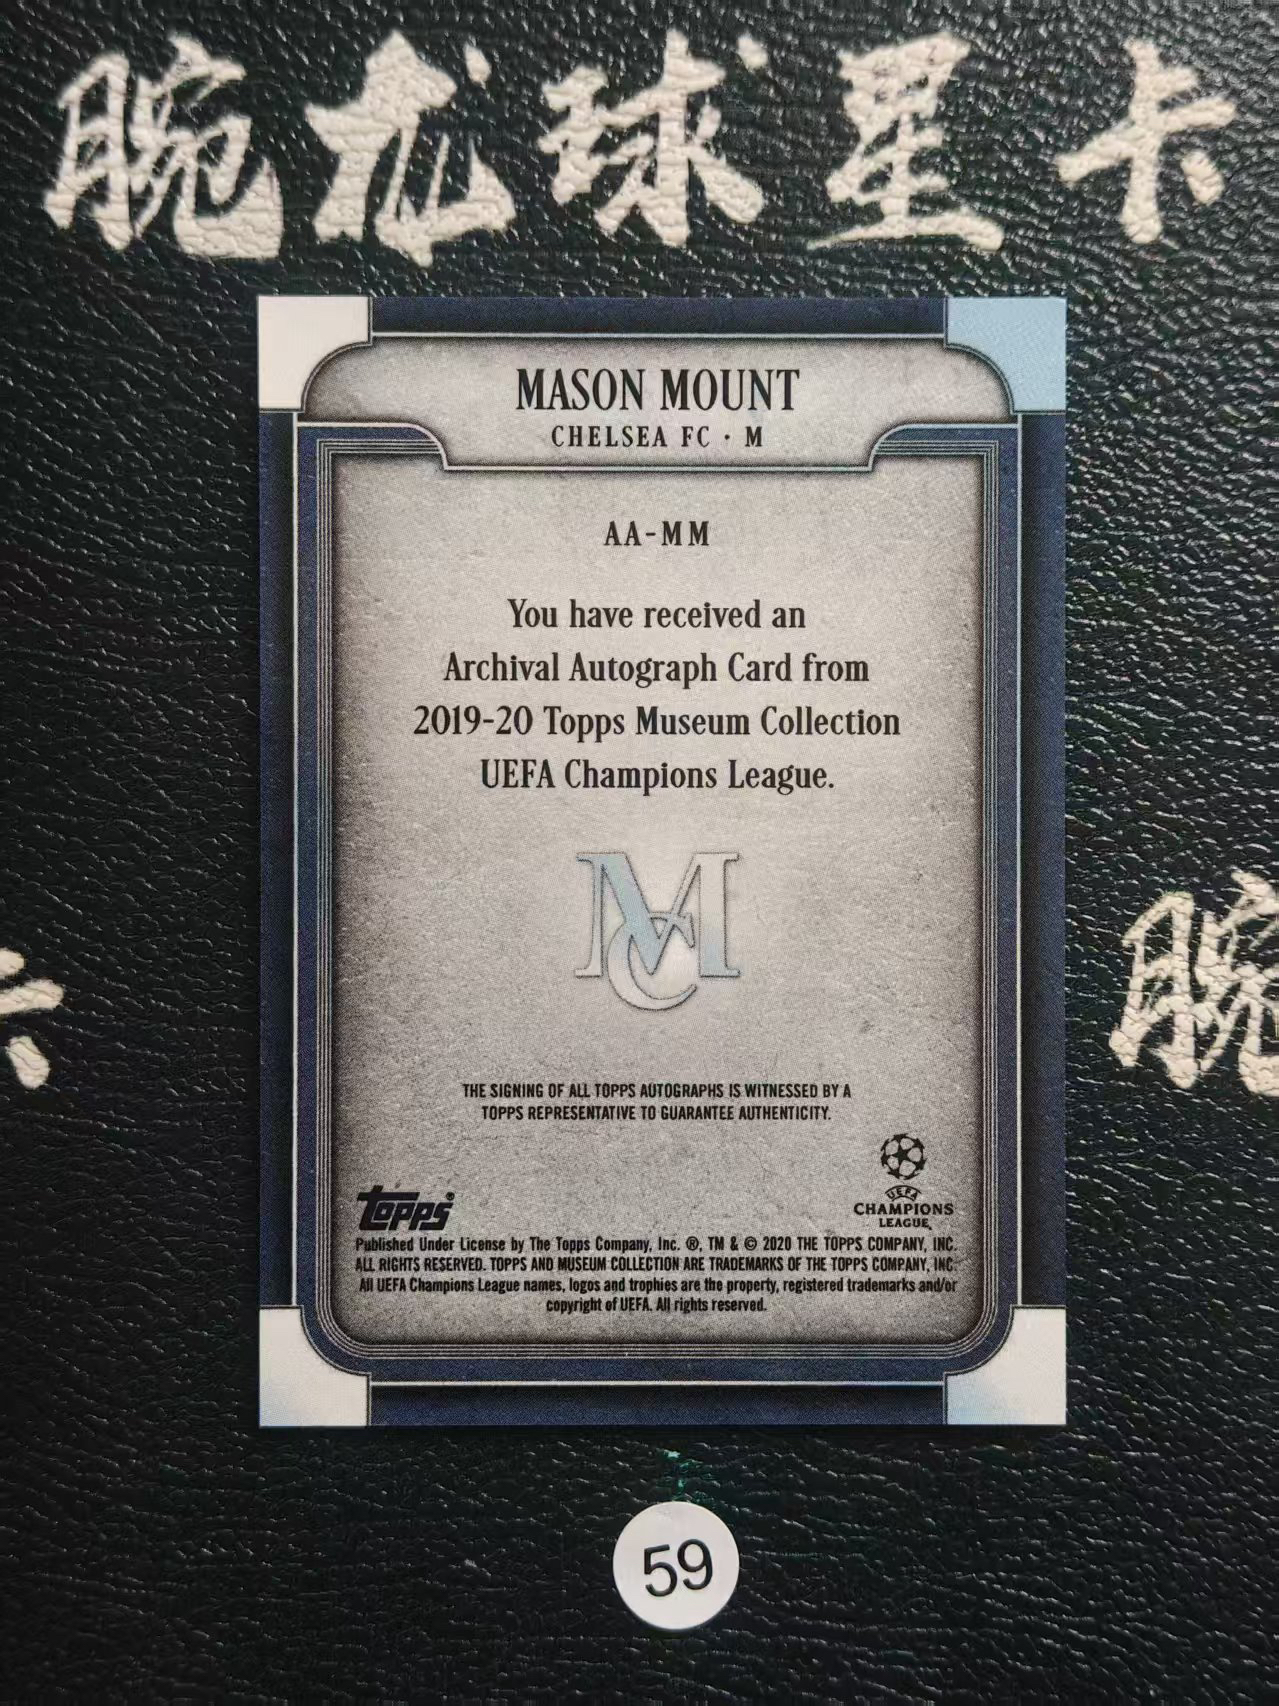 腕龙球星卡
MASON MOUNT
CHELSEA FC · M
AA-MM
You have received an
Archival Autograph Card from
2019-20 Topps Museum Collection
UEFA Champions League.
MC
腕
卡
THE SIGNING OF ALL TOPPS AUTOGRAPHS IS WITNESSED BY A
TOPPS REPRESENTATIVE TO GUARANTEE AUTHENTICITY.
topps®
UEFA
CHAMPIONS
LEAGUE
Published Under License by The Topps Company, Inc. ®, TM & © 2020 THE TOPPS COMPANY, INC.
ALL RIGHTS RESERVED. TOPPS AND MUSEUM COLLECTION ARE TRADEMARKS OF THE TOPPS COMPANY, INC.
All UEFA Champions League names, logos and trophies are the property, registered trademarks and/or
copyright of UEFA. All rights reserved.
59